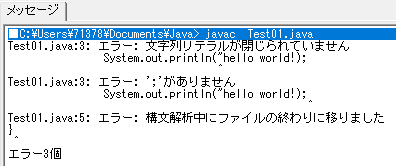 メッセージ
■C:¥Users¥71378¥Documents¥Java> javac  Test01.java
Test01.java:3: エラー: 文字列リテラルが閉じられていません
System.out.println("hello world!);
^
Test01.java:3: エラー: ';'がありません
System.out.println("hello world!);
^
Test01.java:5: エラー: 構文解析中にファイルの終わりに移りました
}
^
エラー3個